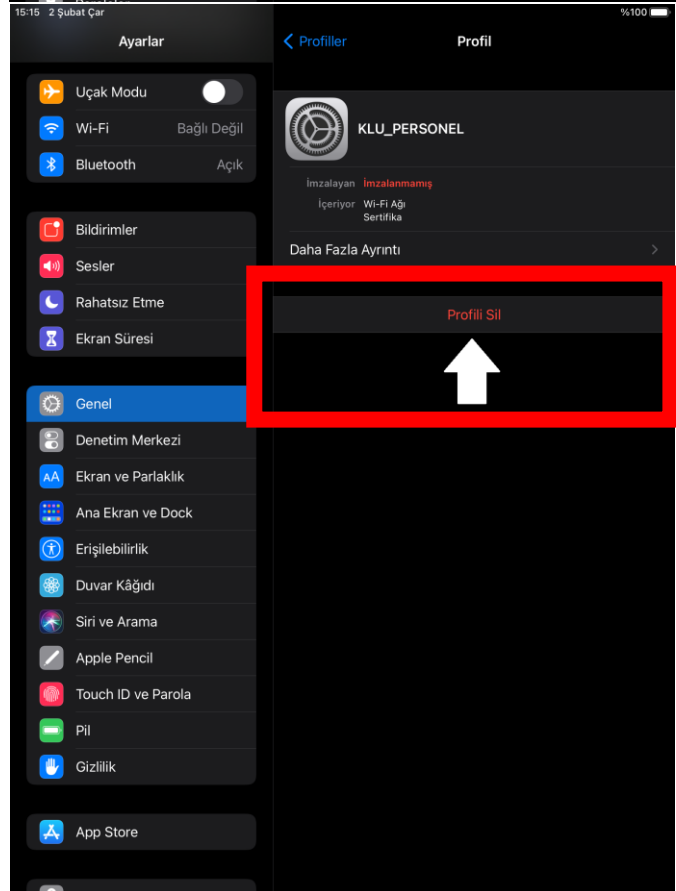 15:15 2 Şubat Çar
%100
Ayarlar
Profiller
Profil
Uçak Modu
Wi-Fi Bağlı Değil
Bluetooth Açık
Bildirimler
Sesler
Rahatsız Etme
Ekran Süresi
Genel
Denetim Merkezi
AA Ekran ve Parlaklık
Ana Ekran ve Dock
Erişilebilirlik
Duvar Kâğıdı
Siri ve Arama
Apple Pencil
Touch ID ve Parola
Pil
Gizlilik
App Store
KLU_PERSONEL
İmzalayan İmzalanmamış
İçeriyor Wi-Fi Ağı
Sertifika
Daha Fazla Ayrıntı
Profili Sil